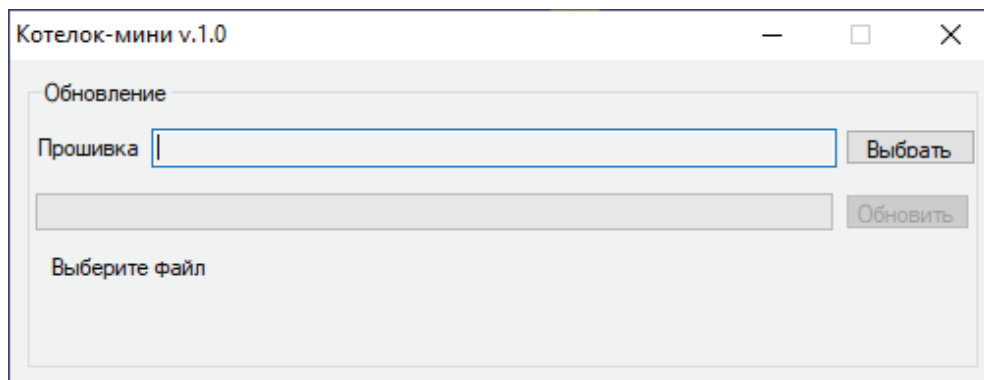 Котелок-мини v.1.0
Обновление
Прошивка Выбрать
Обновить
Выберите файл